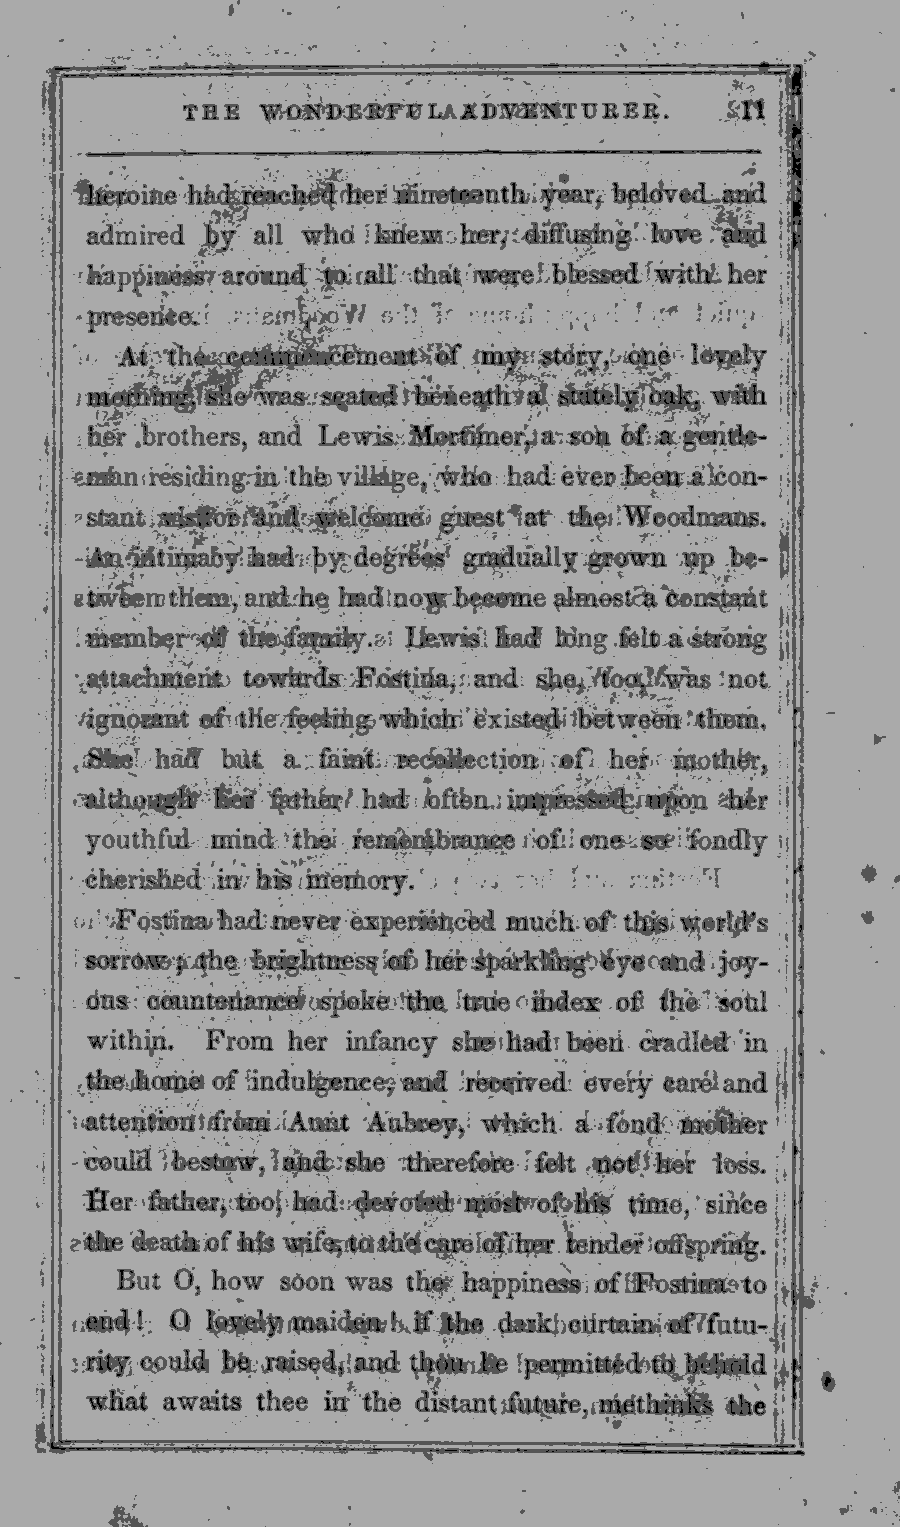 THE WONDERFUL ADVENTURER. 11
heroine had reached her nineteenth year, beloved and
admired by all who knew her, diffusing love and
happiness around to all that were blessed with her
presence.
At the commencement of my story, one lovely
morning, she was seated beneath a stately oak, with
her brothers, and Lewis Mortimer, a son of a gentle-
man residing in the village, who had ever been a con-
stant visitor and welcome guest at the Woodmans.
An intimacy had by degrees gradually grown up be-
tween them, and he had now become almost a constant
member of the family. Lewis had long felt a strong
attachment towards Fostina, and she, too, was not
ignorant of the feeling which existed between them.
She had but a faint recollection of her mother,
although her father had often impressed upon her
youthful mind the remembrance of one so fondly
cherished in his memory.
Fostina had never experienced much of this world's
sorrow; the brightness of her sparkling eye and joy-
ous countenance spoke the true index of the soul
within. From her infancy she had been cradled in
the home of indulgence, and received every care and
attention from Aunt Aubrey, which a fond mother
could bestow, and she therefore felt not her loss.
Her father, too, had devoted most of his time, since
the death of his wife, to the care of her tender offspring.
But O, how soon was the happiness of Fostina to
end! O lovely maiden! if the dark curtain of futu-
rity could be raised, and thou be permitted to behold
what awaits thee in the distant future, methinks the